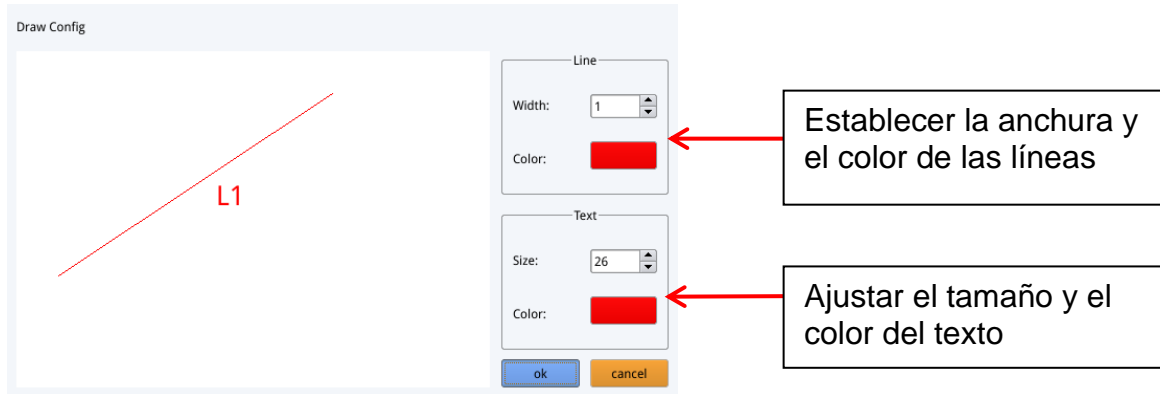 Draw Config
L1
Line
Width:
1
Color:
Text
Size:
26
Color:
ok
cancel
Establecer la anchura y
el color de las líneas
Ajustar el tamaño y el
color del texto